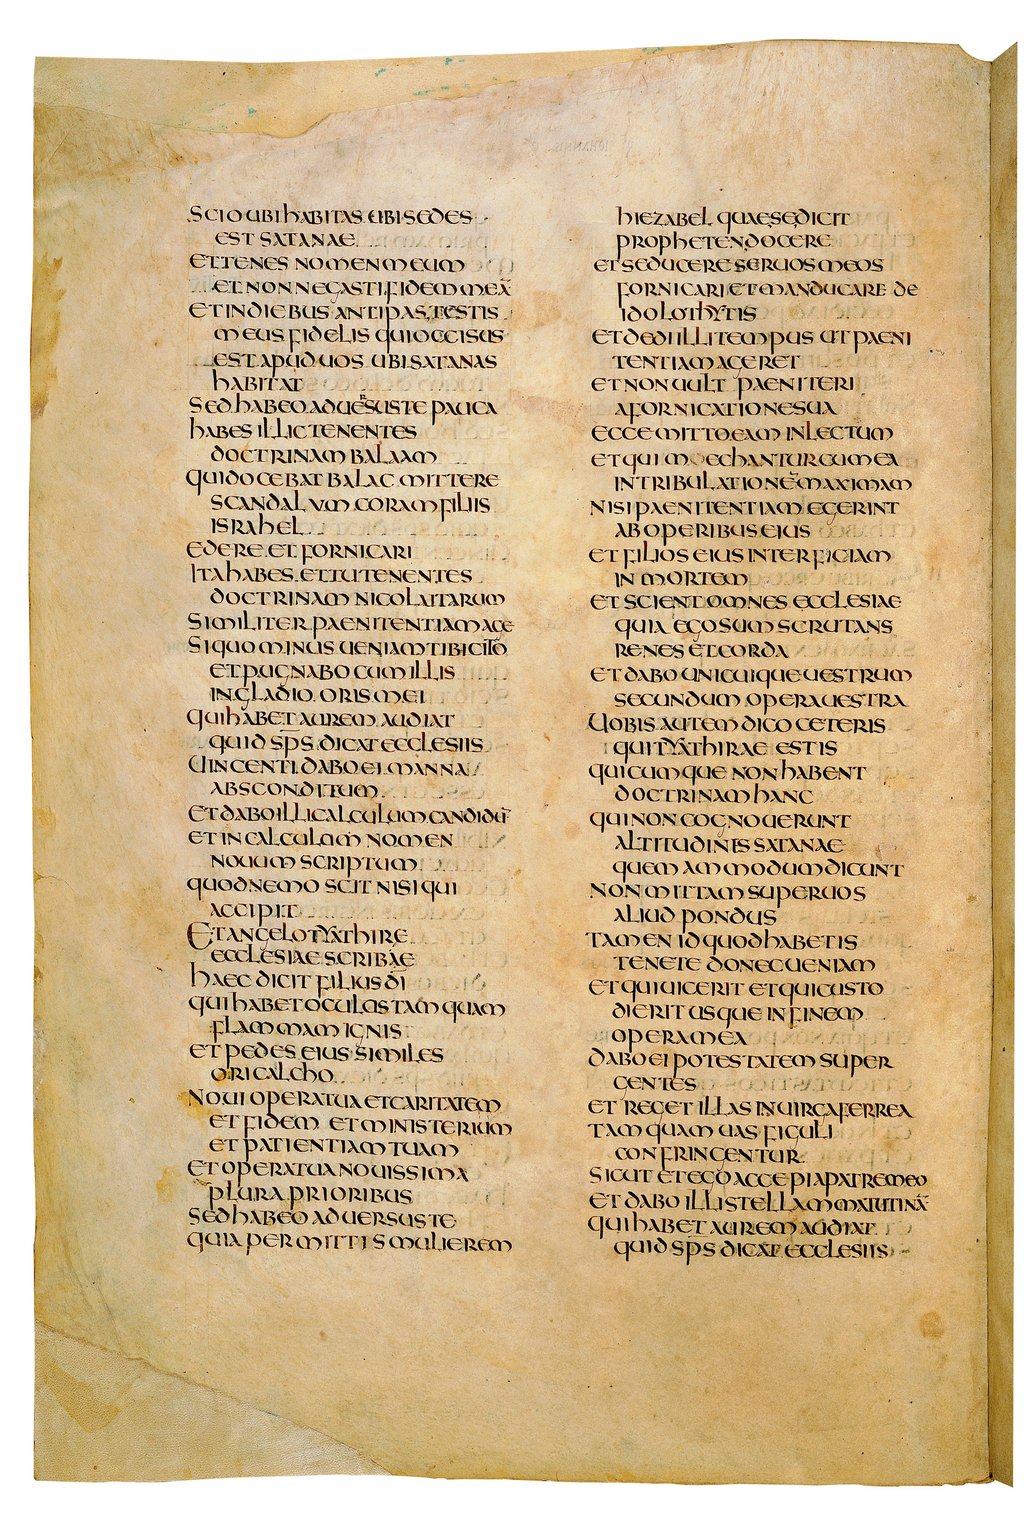 SCIO UBI HABITAS UBI SEDES
EST SATANAE
ET TENES NOMEN MEUM
ET NON NEGASTI FIDEM MEĀ
ET IN DIEBUS ANTIPAS TESTIS
MEUS FIDELIS QUI OCCISUS
EST APUD UOS UBI SATANAS
HABITAT
SED HABEO ADUERSUS TE PAUCA
HABES ILLIC TENENTES
DOCTRINAM BALAAM
QUI DOCEBAT BALAC MITTERE
SCANDALUM CORAM FILIIS
ISRAHEL
EDERE ET FORNICARI
ITA HABES ET TU TENENTES
DOCTRINAM NICOLAITARUM
SIMILITER PAENITENTIAM AGE
SI QUO MINUS UENIAM TIBI CITO
ET PUGNABO CUM ILLIS
IN GLADIO ORIS MEI
QUI HABET AUREM AUDIAT
QUID SP̄S DICAT ECCLESIIS
UINCENTI DABO EI MANNA
ABSCONDITUM
ET DABO ILLI CALCULUM CANDIDŪ
ET IN CALCULUM NOMEN
NOUUM SCRIPTUM
QUOD NEMO SCIT NISI QUI
ACCIPIT
ET ANGELO THYATHIRE
ECCLESIAE SCRIBAE
HAEC DICIT FILIUS DĪ
QUI HABET OCULOS TAMQUAM
FLAMMAM IGNIS
ET PEDES EIUS SIMILES
ORICALCHO
NOUI OPERA TUA ET CARITATEM
ET FIDEM ET MINISTERIUM
ET PATIENTIAM TUAM
ET OPERA TUA NOUISSIMA
PLURA PRIORIBUS
SED HABEO ADUERSUS TE
QUIA PERMITTIS MULIEREM
HIEZABEL QUAE SE DICIT
PROPHETEN DOCERE
ET SEDUCERE SERUOS MEOS
FORNICARI ET MANDUCARE DE
IDOLOTHYTIS
ET DEDI ILLI TEMPUS UT PAENI
TENTIAM AGERET
ET NON UULT PAENITERI
A FORNICATIONE SUA
ECCE MITTO EAM IN LECTUM
ET QUI MOECHANTUR CUM EA
IN TRIBULATIONEM MAXIMAM
NISI PAENITENTIAM EGERINT
AB OPERIBUS EIUS
ET FILIOS EIUS INTERFICIAM
IN MORTEM
ET SCIENT OMNES ECCLESIAE
QUIA EGO SUM SCRUTANS
RENES ET CORDA
ET DABO UNICUIQUE UESTRUM
SECUNDUM OPERA UESTRA
UOBIS AUTEM DICO CETERIS
QUI THYATHIRAE ESTIS
QUICUMQUE NON HABENT
DOCTRINAM HANC
QUI NON COGNOUERUNT
ALTITUDINES SATANAE
QUEMAMMODUM DICUNT
NON MITTAM SUPER UOS
ALIUD PONDUS
TAMEN ID QUOD HABETIS
TENETE DONEC UENIAM
ET QUI UICERIT ET QUI CUSTO
DIERIT USQUE IN FINEM
OPERA MEA
DABO EI POTESTATEM SUPER
GENTES
ET REGET ILLAS IN UIRGA FERREA
TAMQUAM UAS FIGULI
CONFRINGENTUR
SICUT ET EGO ACCEPI A PATRE MEO
ET DABO ILLI STELLAM MATUTINĀ
QUI HABET AUREM AUDIAT
QUID SP̄S DICAT ECCLESIIS